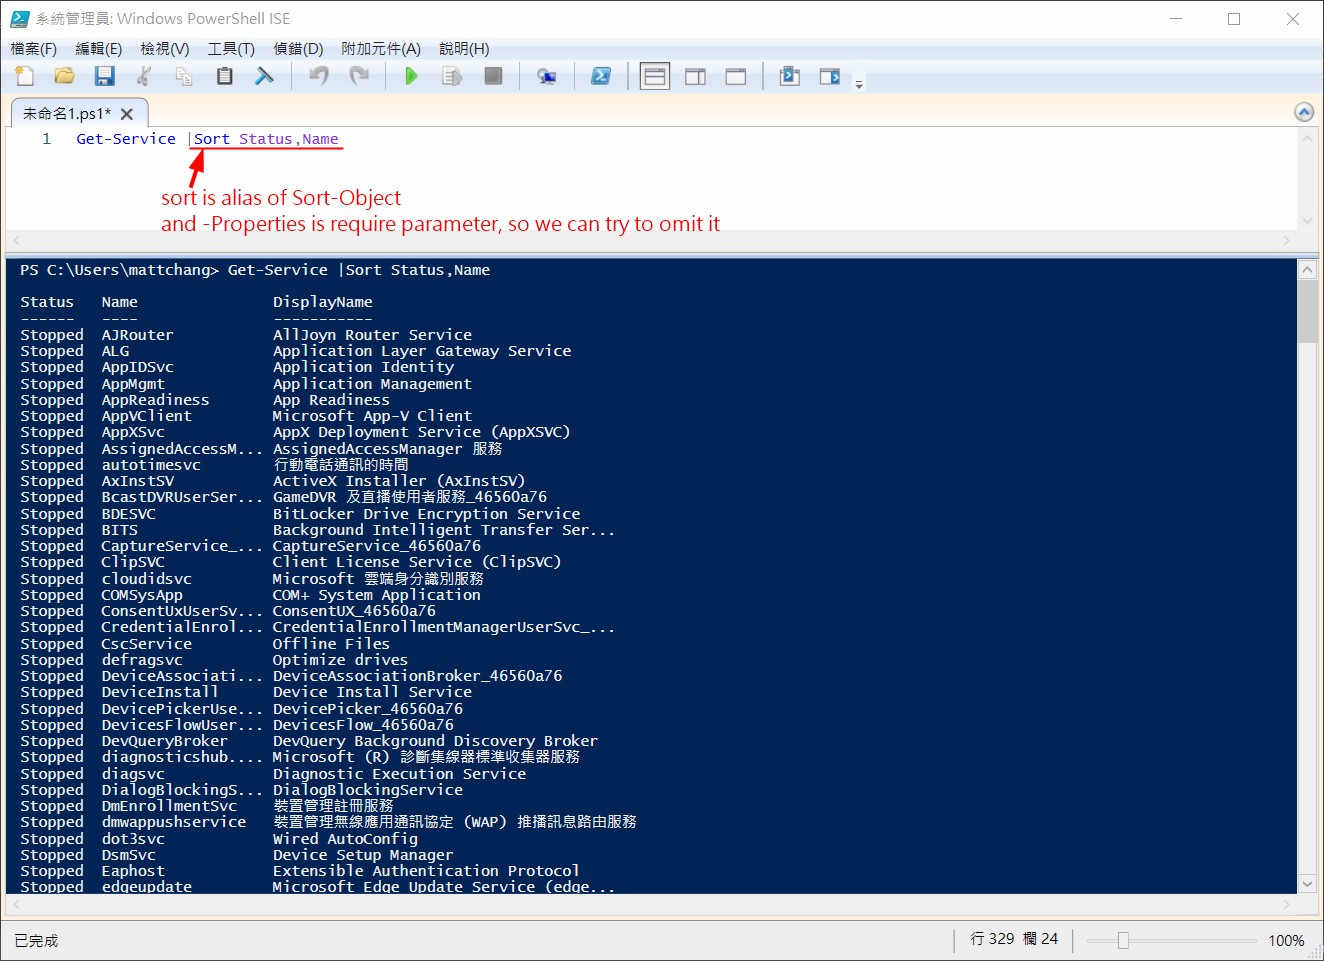 系統管理員: Windows PowerShell ISE
檔案(F) 編輯(E) 檢視(V) 工具(T) 偵錯(D) 附加元件(A) 說明(H)
未命名1.ps1*
1 Get-Service |Sort Status,Name
sort is alias of Sort-Object
and -Properties is require parameter, so we can try to omit it
PS C:\Users\mattchang> Get-Service |Sort Status,Name
Status Name DisplayName
------ ---- -----------
Stopped AJRouter AllJoyn Router Service
Stopped ALG Application Layer Gateway Service
Stopped AppIDSvc Application Identity
Stopped AppMgmt Application Management
Stopped AppReadiness App Readiness
Stopped AppVClient Microsoft App-V Client
Stopped AppXSvc AppX Deployment Service (AppXSVC)
Stopped AssignedAccessM... AssignedAccessManager 服務
Stopped autotimesvc 行動電話通訊的時間
Stopped AxInstSV ActiveX Installer (AxInstSV)
Stopped BcastDVRUserSer... GameDVR 及直播使用者服務_46560a76
Stopped BDESVC BitLocker Drive Encryption Service
Stopped BITS Background Intelligent Transfer Ser...
Stopped CaptureService_... CaptureService_46560a76
Stopped ClipSVC Client License Service (ClipSVC)
Stopped cloudidsvc Microsoft 雲端身分識別服務
Stopped COMSysApp COM+ System Application
Stopped ConsentUxUserSv... ConsentUX_46560a76
Stopped CredentialEnrol... CredentialEnrollmentManagerUserSvc_...
Stopped CscService Offline Files
Stopped defragsvc Optimize drives
Stopped DeviceAssociati... DeviceAssociationBroker_46560a76
Stopped DeviceInstall Device Install Service
Stopped DevicePickerUse... DevicePicker_46560a76
Stopped DevicesFlowUser... DevicesFlow_46560a76
Stopped DevQueryBroker DevQuery Background Discovery Broker
Stopped diagnosticshub.... Microsoft (R) 診斷集線器標準收集器服務
Stopped diagsvc Diagnostic Execution Service
Stopped DialogBlockingS... DialogBlockingService
Stopped DmEnrollmentSvc 裝置管理註冊服務
Stopped dmwappushservice 裝置管理無線應用通訊協定 (WAP) 推播訊息路由服務
Stopped dot3svc Wired AutoConfig
Stopped DsmSvc Device Setup Manager
Stopped Eaphost Extensible Authentication Protocol
Stopped edgeupdate Microsoft Edge Update Service (edge...
已完成 行 329 欄 24 100%